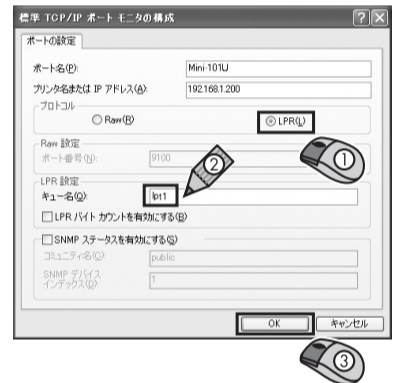 標準 TCP/IP ポート モニタの構成
ポートの設定
ポート名(P): Mini-101U
プリンタ名または IP アドレス(A): 192.168.1.200
プロトコル
Raw(R) LPR(L)
①
Raw 設定
ポート番号(N): 9100
②
LPR 設定
キュー名(Q): lpt1
LPR バイト カウントを有効にする(B)
SNMP ステータスを有効にする(S)
コミュニティ名(C): public
SNMP デバイス
インデックス(D): 1
OK キャンセル
③